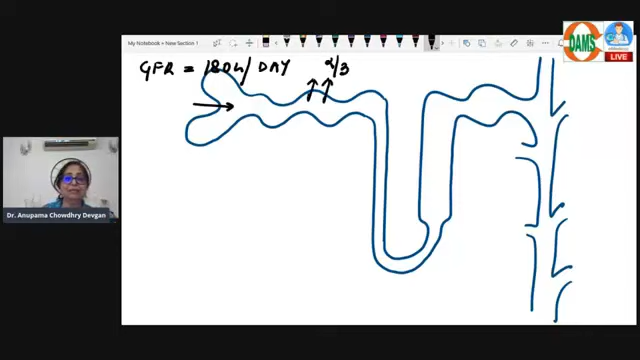 My Notebook > New Section 1
DAMS
LIVE
GFR = 180L/ DAY 2/3
Dr. Anupama Chowdhry Devgan